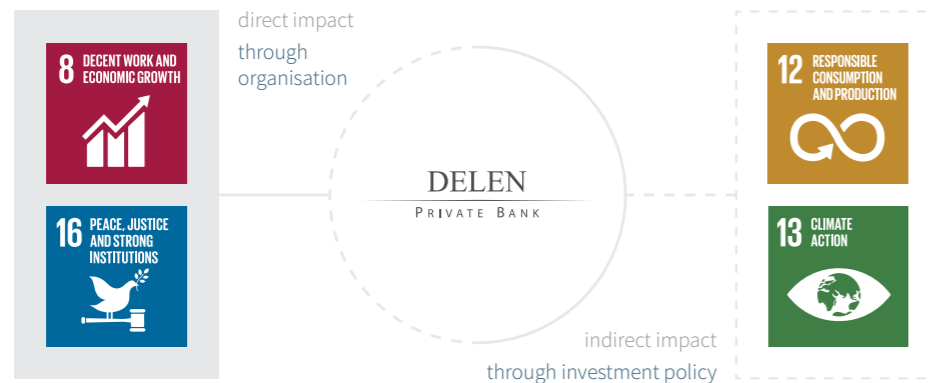 direct impact
through
organisation
8 DECENT WORK AND
ECONOMIC GROWTH
16 PEACE, JUSTICE
AND STRONG
INSTITUTIONS
DELEN
PRIVATE BANK
12 RESPONSIBLE
CONSUMPTION
AND PRODUCTION
13 CLIMATE
ACTION
indirect impact
through investment policy